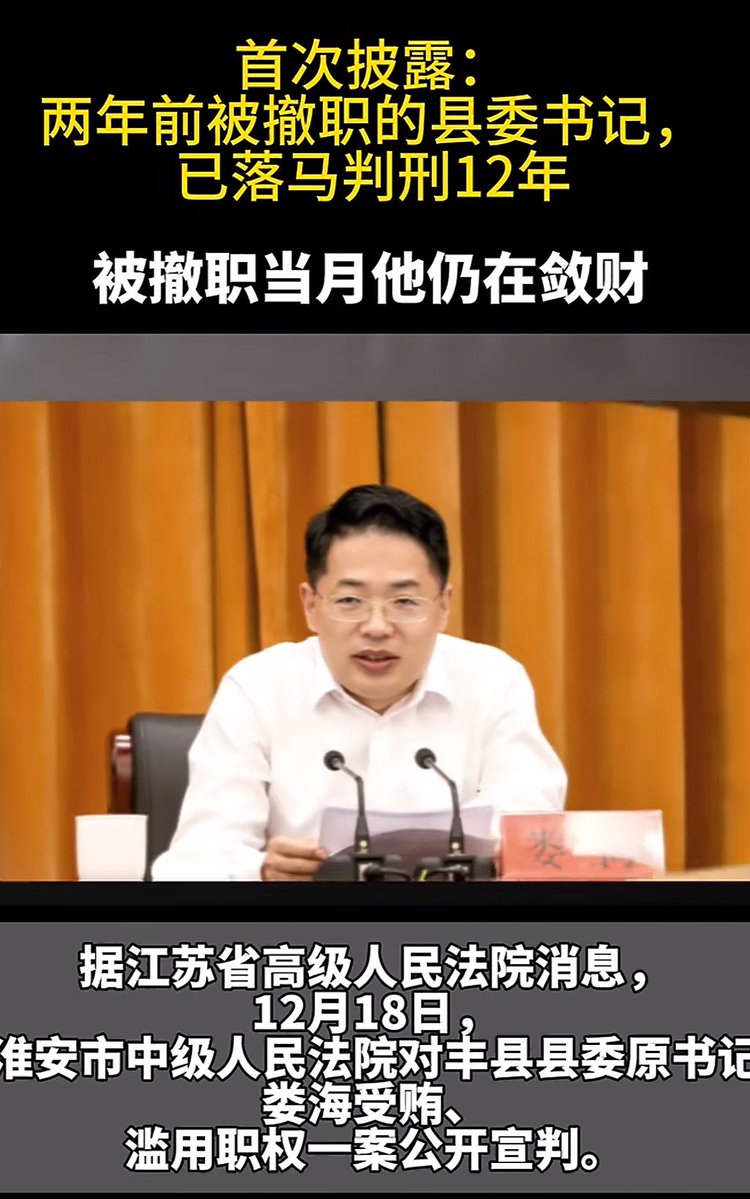 首次披露：
两年前被撤职的县委书记，
已落马判刑12年
被撤职当月他仍在敛财
娄
据江苏省高级人民法院消息，
12月18日，
淮安市中级人民法院对丰县县委原书记
娄海受贿、
滥用职权一案公开宣判。